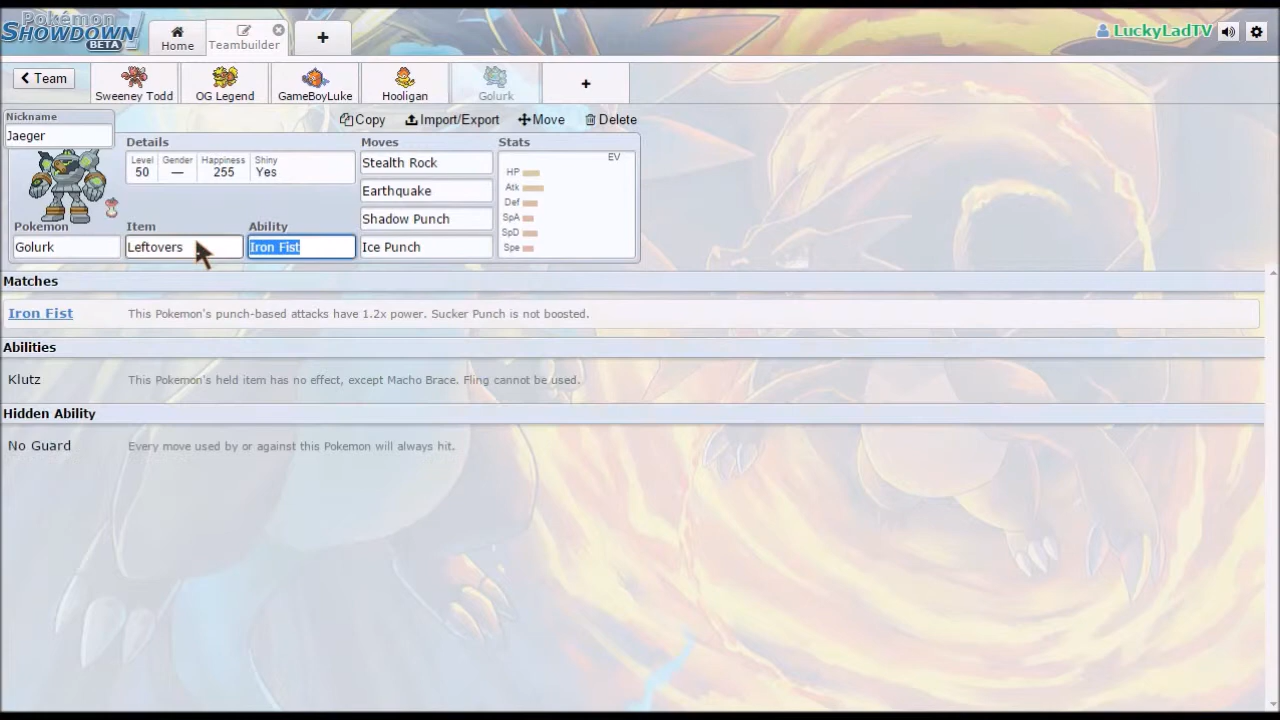 Pokémon
SHOWDOWN
BETA
Home
Teambuilder
+
LuckyLadTV
Team
Sweeney Todd
OG Legend
GameBoyLuke
Hooligan
Golurk
+
Nickname
Jaeger
Copy
Import/Export
Move
Delete
Details
Moves
Stats
Level
Gender
Happiness
Shiny
50
—
255
Yes
Stealth Rock
Earthquake
Shadow Punch
Ice Punch
EV
HP
Atk
Def
SpA
SpD
Spe
Pokemon
Item
Ability
Golurk
Leftovers
Iron Fist
Matches
Iron Fist
This Pokemon's punch-based attacks have 1.2x power. Sucker Punch is not boosted.
Abilities
Klutz
This Pokemon's held item has no effect, except Macho Brace. Fling cannot be used.
Hidden Ability
No Guard
Every move used by or against this Pokemon will always hit.